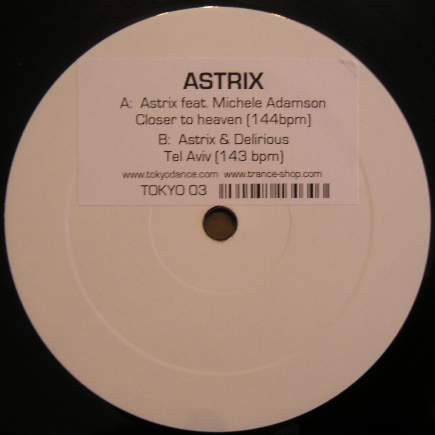 ASTRIX
A: Astrix feat. Michele Adamson
Closer to heaven (144bpm)
B: Astrix & Delirious
Tel Aviv (143 bpm)
www.tokyodance.com www.trance-shop.com
TOKYO 03